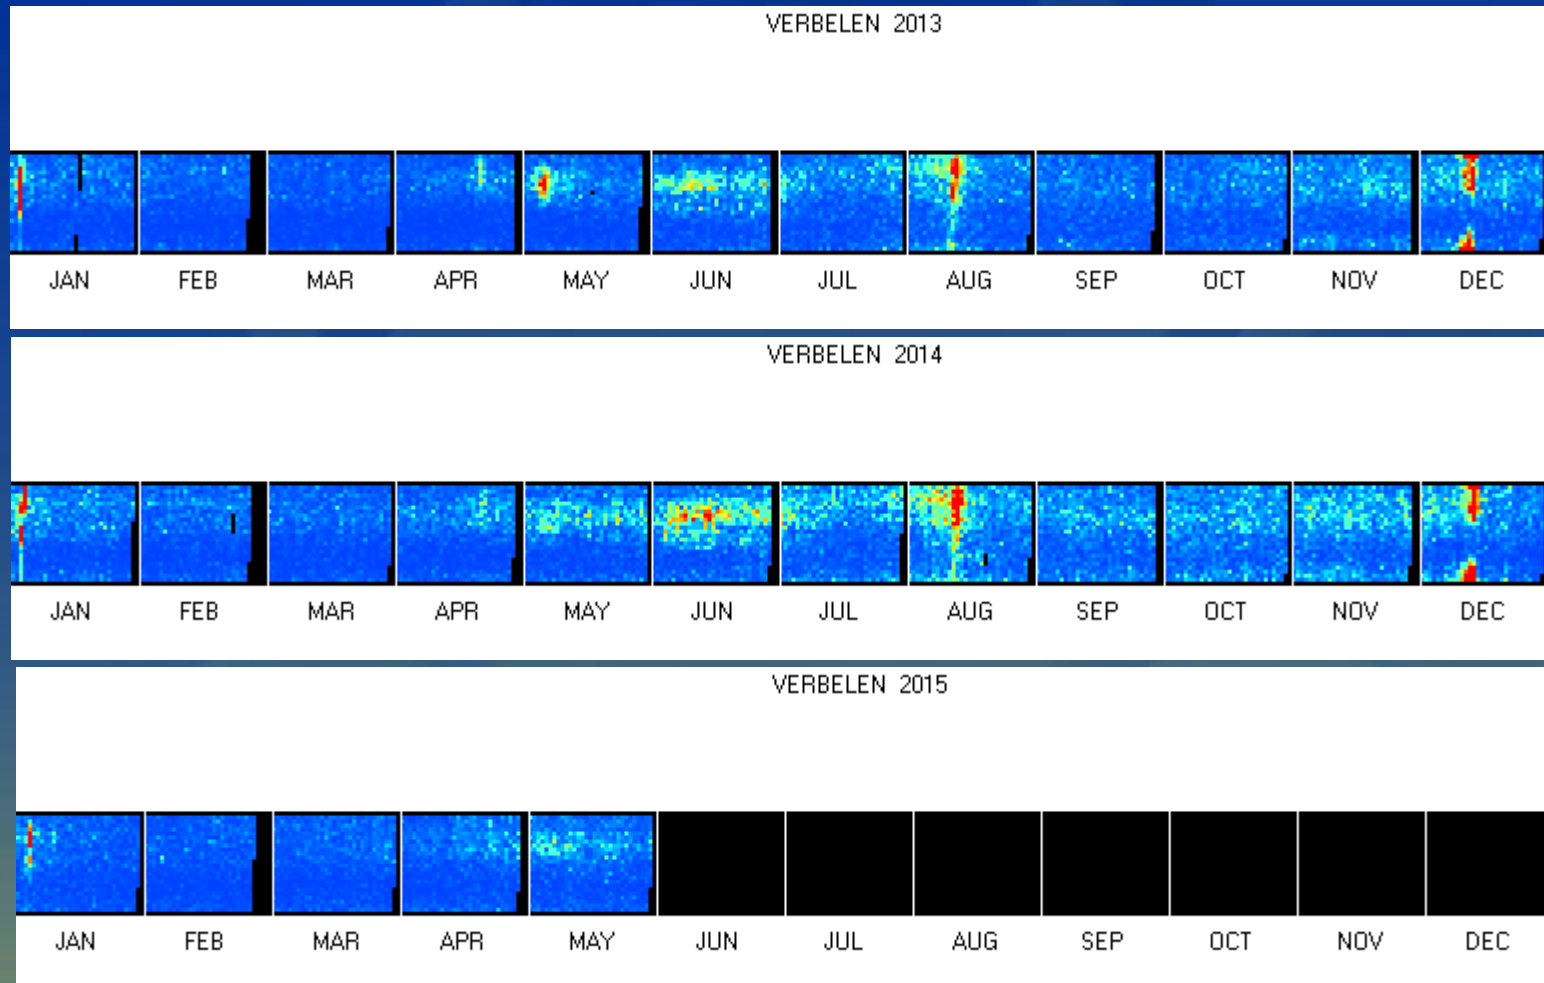 VERBELEN 2013
JAN FEB MAR APR MAY JUN JUL AUG SEP OCT NOV DEC
VERBELEN 2014
JAN FEB MAR APR MAY JUN JUL AUG SEP OCT NOV DEC
VERBELEN 2015
JAN FEB MAR APR MAY JUN JUL AUG SEP OCT NOV DEC